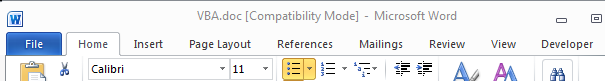 VBA.doc [Compatibility Mode] - Microsoft Word
File Home Insert Page Layout References Mailings Review View Developer
Calibri 11